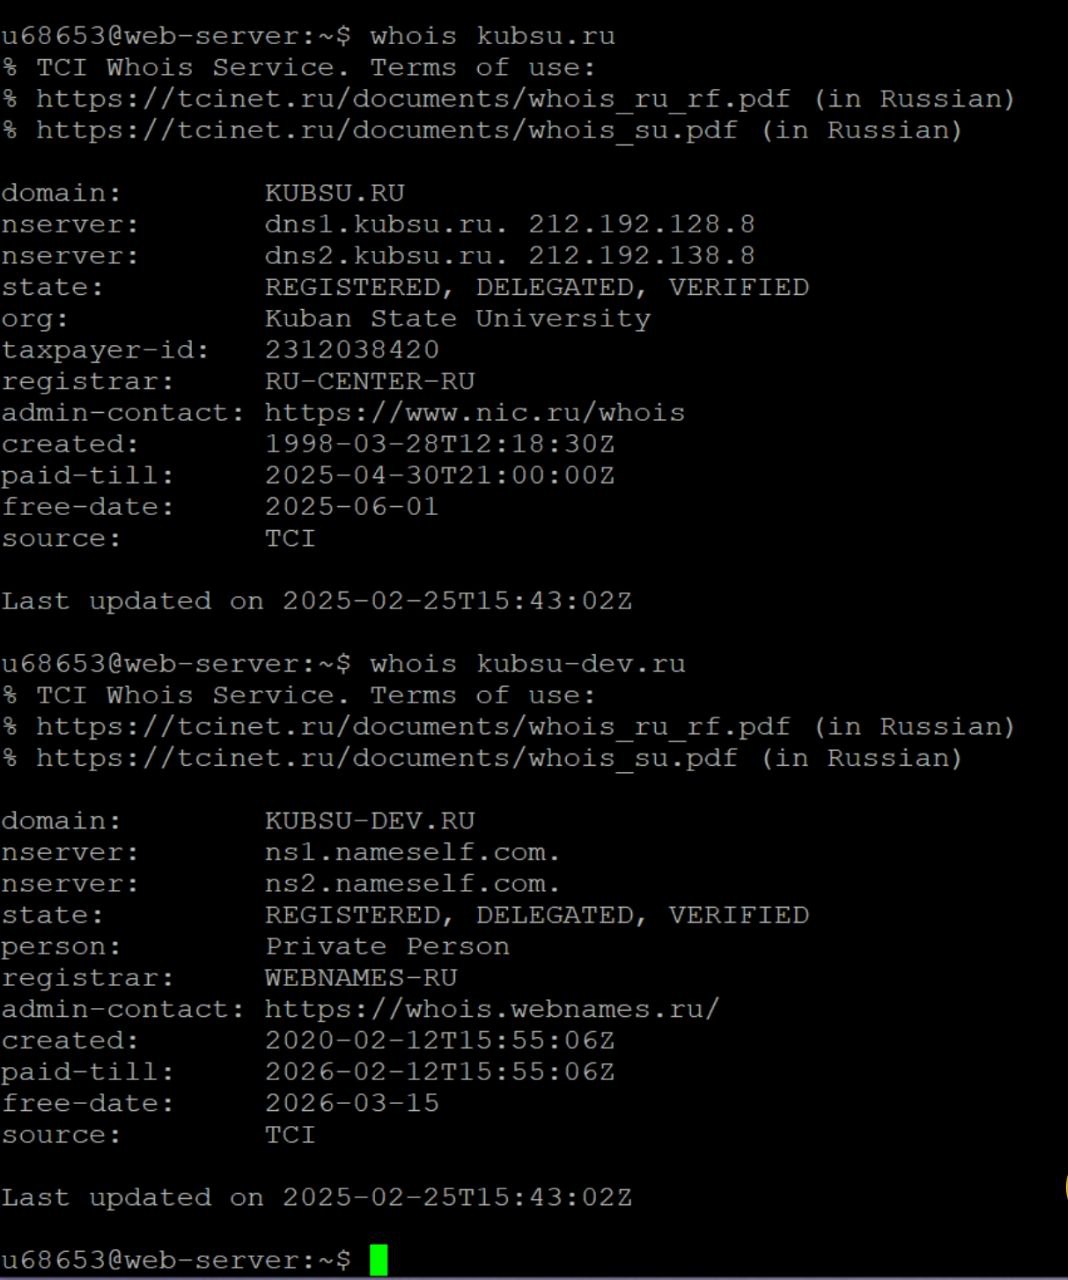 u68653@web-server:~$ whois kubsu.ru
% TCI Whois Service. Terms of use:
% https://tcinet.ru/documents/whois_ru_rf.pdf (in Russian)
% https://tcinet.ru/documents/whois_su.pdf (in Russian)
domain:        KUBSU.RU
nserver:       dns1.kubsu.ru. 212.192.128.8
nserver:       dns2.kubsu.ru. 212.192.138.8
state:         REGISTERED, DELEGATED, VERIFIED
org:           Kuban State University
taxpayer-id:   2312038420
registrar:     RU-CENTER-RU
admin-contact: https://www.nic.ru/whois
created:       1998-03-28T12:18:30Z
paid-till:     2025-04-30T21:00:00Z
free-date:     2025-06-01
source:        TCI
Last updated on 2025-02-25T15:43:02Z
u68653@web-server:~$ whois kubsu-dev.ru
% TCI Whois Service. Terms of use:
% https://tcinet.ru/documents/whois_ru_rf.pdf (in Russian)
% https://tcinet.ru/documents/whois_su.pdf (in Russian)
domain:        KUBSU-DEV.RU
nserver:       ns1.nameself.com.
nserver:       ns2.nameself.com.
state:         REGISTERED, DELEGATED, VERIFIED
person:        Private Person
registrar:     WEBNAMES-RU
admin-contact: https://whois.webnames.ru/
created:       2020-02-12T15:55:06Z
paid-till:     2026-02-12T15:55:06Z
free-date:     2026-03-15
source:        TCI
Last updated on 2025-02-25T15:43:02Z
u68653@web-server:~$